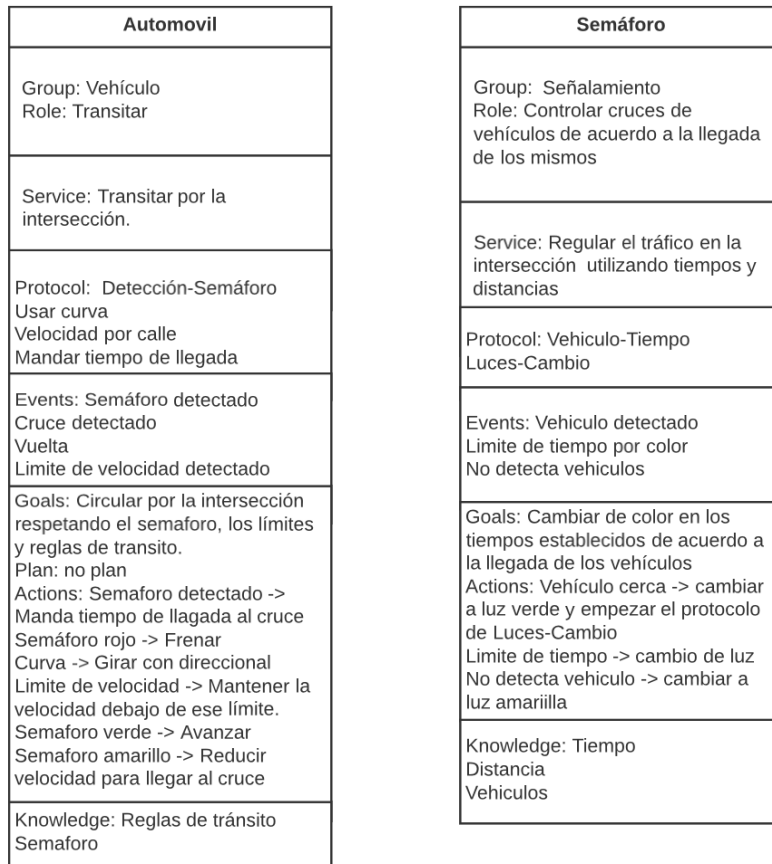 Automovil
Group: Vehículo
Role: Transitar
Service: Transitar por la
intersección.
Protocol: Detección-Semáforo
Usar curva
Velocidad por calle
Mandar tiempo de llegada
Events: Semáforo detectado
Cruce detectado
Vuelta
Limite de velocidad detectado
Goals: Circular por la intersección
respetando el semaforo, los límites
y reglas de transito.
Plan: no plan
Actions: Semaforo detectado ->
Manda tiempo de llagada al cruce
Semáforo rojo -> Frenar
Curva -> Girar con direccional
Limite de velocidad -> Mantener la
velocidad debajo de ese límite.
Semaforo verde -> Avanzar
Semaforo amarillo -> Reducir
velocidad para llegar al cruce
Knowledge: Reglas de tránsito
Semaforo
Semáforo
Group: Señalamiento
Role: Controlar cruces de
vehículos de acuerdo a la llegada
de los mismos
Service: Regular el tráfico en la
intersección utilizando tiempos y
distancias
Protocol: Vehiculo-Tiempo
Luces-Cambio
Events: Vehiculo detectado
Limite de tiempo por color
No detecta vehiculos
Goals: Cambiar de color en los
tiempos establecidos de acuerdo a
la llegada de los vehículos
Actions: Vehículo cerca -> cambiar
a luz verde y empezar el protocolo
de Luces-Cambio
Limite de tiempo -> cambio de luz
No detecta vehiculo -> cambiar a
luz amariilla
Knowledge: Tiempo
Distancia
Vehiculos